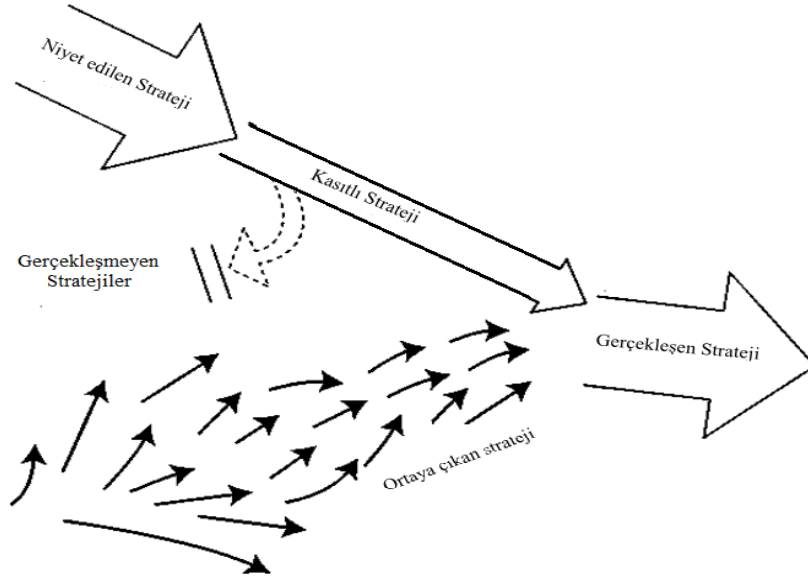 Niyet edilen Strateji
Kasıtlı Strateji
Gerçekleşmeyen
Stratejiler
Gerçekleşen Strateji
Ortaya çıkan strateji